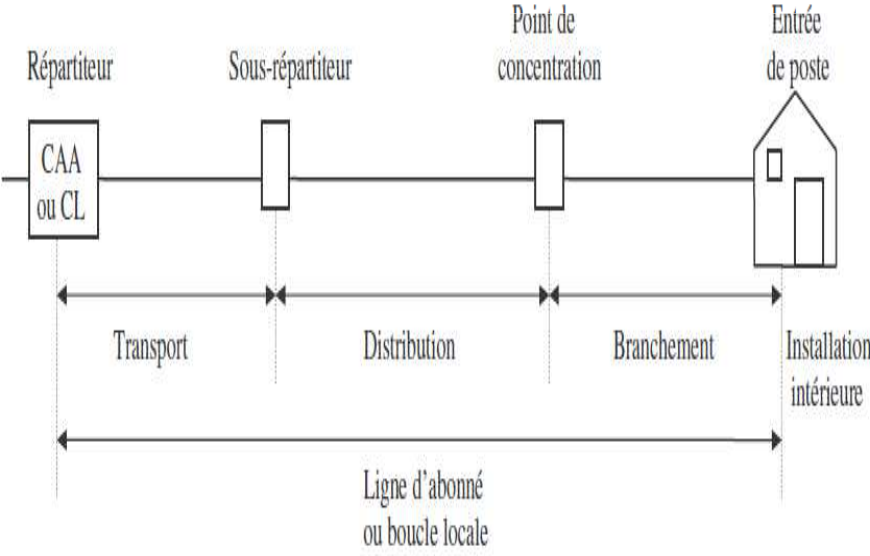 Répartiteur
Sous-répartiteur
Point de
concentration
Entrée
de poste
CAA
ou CL
Transport
Distribution
Branchement
Installation
intérieure
Ligne d'abonné
ou boucle locale